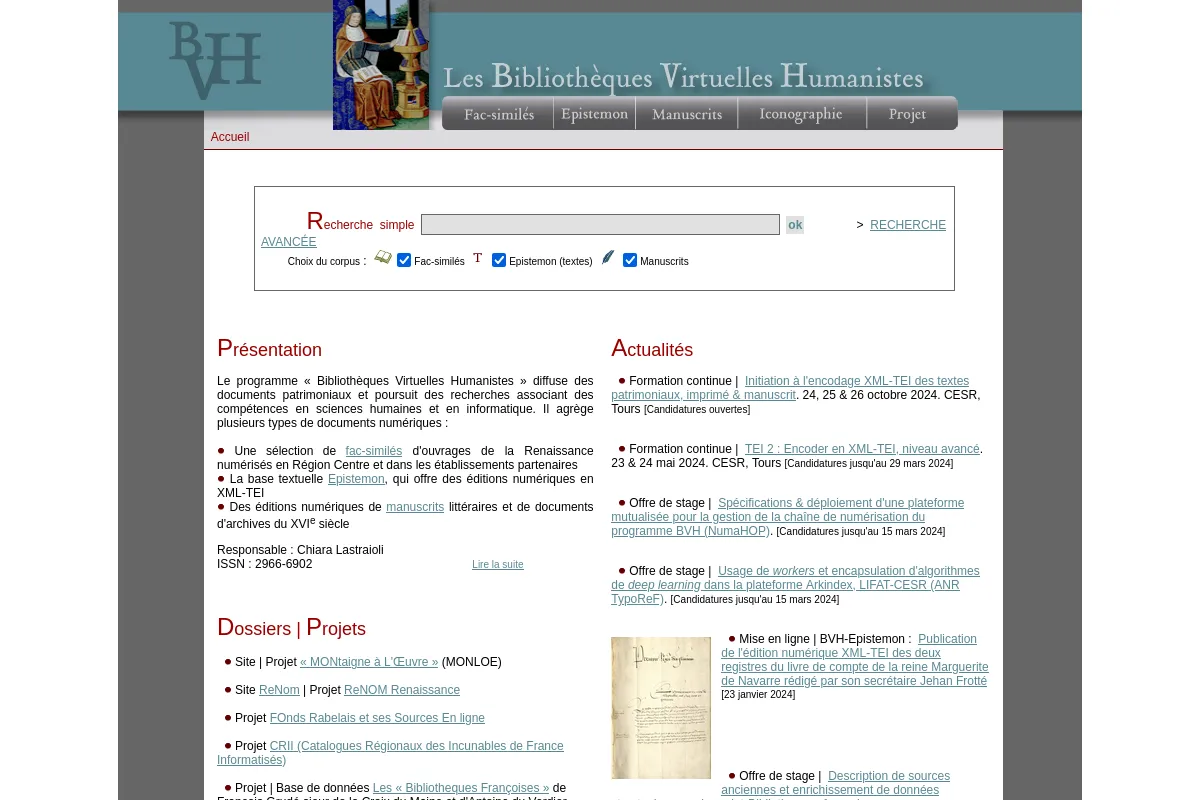 BVH
Les Bibliothèques Virtuelles Humanistes
Fac-similés Epistemon Manuscrits Iconographie Projet
Accueil
Recherche simple ok > RECHERCHE
AVANCÉE
Choix du corpus : Fac-similés T Epistemon (textes) Manuscrits
Présentation
Le programme « Bibliothèques Virtuelles Humanistes » diffuse des
documents patrimoniaux et poursuit des recherches associant des
compétences en sciences humaines et en informatique. Il agrège
plusieurs types de documents numériques :
● Une sélection de fac-similés d'ouvrages de la Renaissance
numérisés en Région Centre et dans les établissements partenaires
● La base textuelle Epistemon, qui offre des éditions numériques en
XML-TEI
● Des éditions numériques de manuscrits littéraires et de documents
d'archives du XVIe siècle
Responsable : Chiara Lastraioli
ISSN : 2966-6902 Lire la suite
Dossiers | Projets
● Site | Projet « MONtaigne à L'Œuvre » (MONLOE)
● Site ReNom | Projet ReNOM Renaissance
● Projet FOnds Rabelais et ses Sources En ligne
● Projet CRII (Catalogues Régionaux des Incunables de France
Informatisés)
● Projet | Base de données Les « Bibliotheques Françoises » de
Actualités
● Formation continue | Initiation à l'encodage XML-TEI des textes
patrimoniaux, imprimé & manuscrit. 24, 25 & 26 octobre 2024. CESR,
Tours [Candidatures ouvertes]
● Formation continue | TEI 2 : Encoder en XML-TEI, niveau avancé.
23 & 24 mai 2024. CESR, Tours [Candidatures jusqu'au 29 mars 2024]
● Offre de stage | Spécifications & déploiement d'une plateforme
mutualisée pour la gestion de la chaîne de numérisation du
programme BVH (NumaHOP). [Candidatures jusqu'au 15 mars 2024]
● Offre de stage | Usage de workers et encapsulation d'algorithmes
de deep learning dans la plateforme Arkindex, LIFAT-CESR (ANR
TypoReF). [Candidatures jusqu'au 15 mars 2024]
● Mise en ligne | BVH-Epistemon : Publication
de l'édition numérique XML-TEI des deux
registres du livre de compte de la reine Marguerite
de Navarre rédigé par son secrétaire Jehan Frotté
[23 janvier 2024]
● Offre de stage | Description de sources
anciennes et enrichissement de données